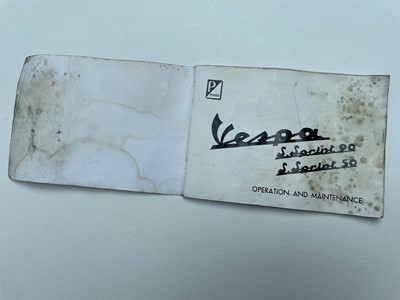 P
Vespa
S.Sprint 90
S.Sprint 50
OPERATION AND MAINTENANCE